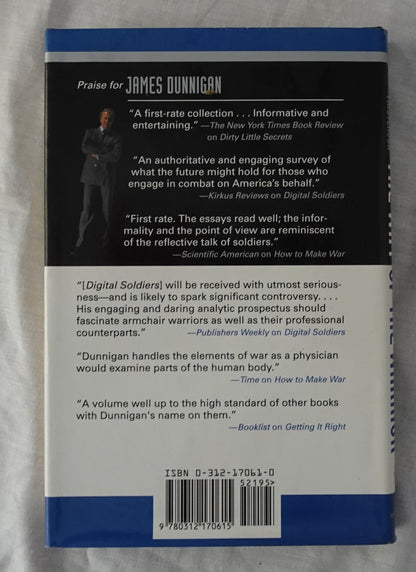 Praise for JAMES DUNNIGAN
“A first-rate collection . . . Informative and
entertaining.” —The New York Times Book Review
on Dirty Little Secrets
“An authoritative and engaging survey of
what the future might hold for those who
engage in combat on America's behalf.”
—Kirkus Reviews on Digital Soldiers
“First rate. The essays read well; the infor-
mality and the point of view are reminiscent
of the reflective talk of soldiers.”
—Scientific American on How to Make War
“[Digital Soldiers] will be received with utmost serious-
ness—and is likely to spark significant controversy. . . .
His engaging and daring analytic prospectus should
fascinate armchair warriors as well as their professional
counterparts.” —Publishers Weekly on Digital Soldiers
“Dunnigan handles the elements of war as a physician
would examine parts of the human body.”
—Time on How to Make War
“A volume well up to the high standard of other books
with Dunnigan's name on them.”
—Booklist on Getting It Right
ISBN 0-312-17061-0
52195>
9 780312 170615